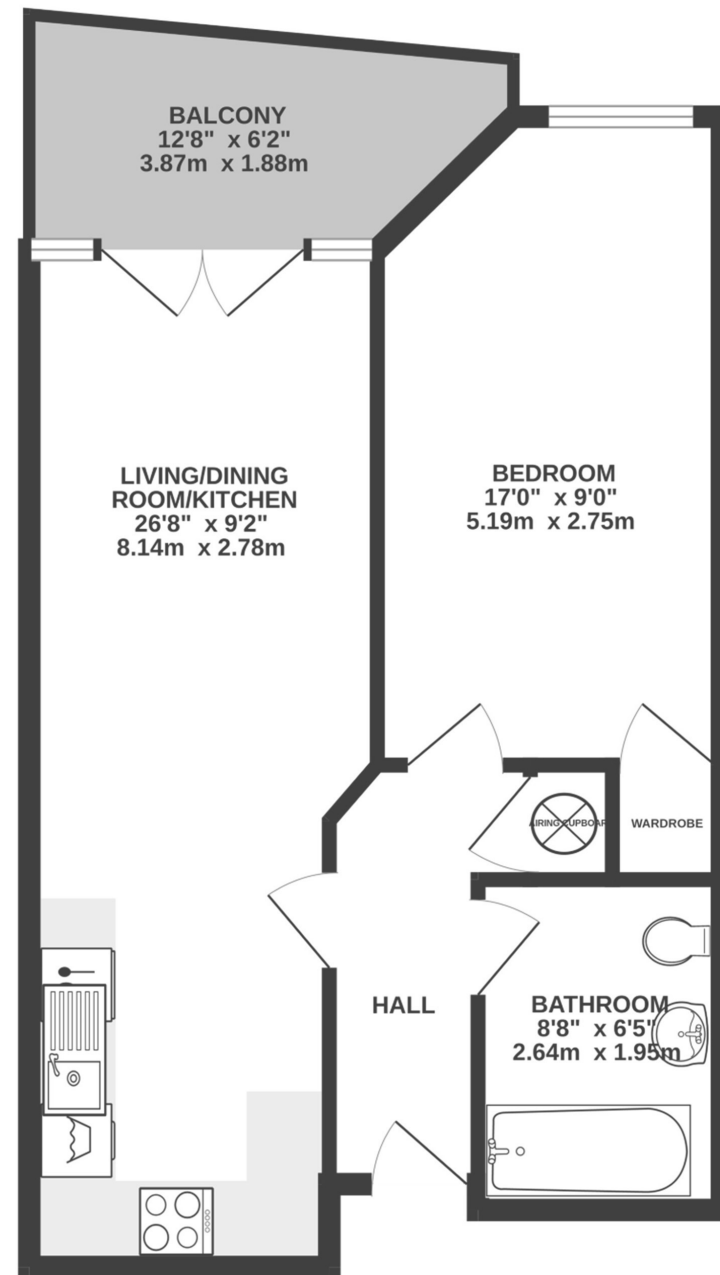 BALCONY
12'8" x 6'2"
3.87m x 1.88m
LIVING/DINING
ROOM/KITCHEN
26'8" x 9'2"
8.14m x 2.78m
BEDROOM
17'0" x 9'0"
5.19m x 2.75m
AIRING CUPBOARD
WARDROBE
HALL
BATHROOM
8'8" x 6'5"
2.64m x 1.95m